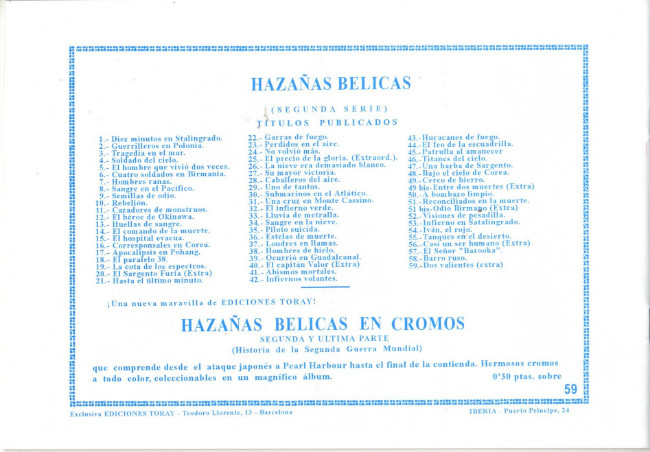 HAZAÑAS BELICAS
(SEGUNDA SERIE)
TÍTULOS PUBLICADOS
1.- Diez minutos en Stalingrado.
2.- Guerrilleros en Polonia.
3.- Tragedia en el mar.
4.- Soldado del cielo.
5.- El hombre que vivió dos veces.
6.- Cuatro soldados en Birmania.
7.- Hombres ranas.
8.- Sangre en el Pacífico.
9.- Semillas de odio.
10.- Rebelión.
11.- Cazadores de monstruos.
12.- El héroe de Okinawa.
13.- Huellas de sangre.
14.- El comando de la muerte.
15.- El hospital evacua.
16.- Corresponsales en Corea.
17.- Apocalipsis en Pohang.
18.- El paralelo 38.
19.- La cota de los espectros.
20.- El Sargento Furia (Extra)
21.- Hasta el último minuto.
22.- Garras de fuego.
23.- Perdidos en el aire.
24.- No volvió más.
25.- El precio de la gloria. (Extraord.).
26.- La nieve era demasiado blanco.
27.- Su mayor victoria.
28.- Caballeros del aire.
29.- Uno de tantos.
30.- Submarinos en el Atlático.
31.- Una cruz en Monte Cassino.
32.- El infierno verde.
33.- Lluvia de metralla.
34.- Sangre en la nieve.
35.- Piloto suicida.
36.- Estelas de muerte.
37.- Londres en llamas.
38.- Hombres de hielo.
39.- Ocurrió en Guadalcanal.
40.- El capitán Valor (Extra)
41.- Abismos mortales.
42.- Infiernos volantes.
43.- Huracanes de fuego.
44.- El feo de la escuadrilla.
45.- Patrulla al amanecer
46.- Titanes del cielo.
47.- Una barba de Sargento.
48.- Bajo el cielo de Corea.
49.- Cerco de hierro.
49 bis- Entre dos muertes (Extra)
50.- A bombazo limpio.
51.- Reconciliados en la muerte.
51 bis-Odio Birmano (Extra)
52.- Visiones de pesadilla.
53.- Infierno en Stalingrado.
54.- Iván, el rojo.
55.- Tanques en el desierto.
56.- Casi un ser humano (Extra)
57.- El Señor "Bazooka".
58.- Barro ruso.
59.- Dos valientes (extra)
¡Una nueva maravilla de EDICIONES TORAY!
HAZAÑAS BELICAS EN CROMOS
SEGUNDA Y ULTIMA PARTE
(Historia de la Segunda Guerra Mundial)
que comprende desde el ataque japonés a Pearl Harbour hasta el final de la contienda. Hermosos cromos
a todo color, coleccionables en un magnífico álbum. 0'30 ptas. sobre
59
Exclusiva EDICIONES TORAY - Teodoro Llorente, 13 - Barcelona IBERIA - Puerto Príncipe, 24